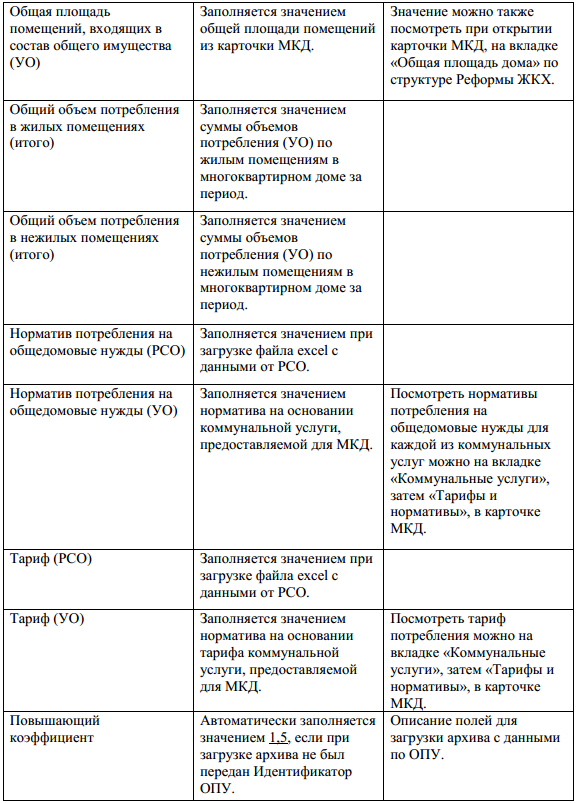 Общая площадь
помещений, входящих в
состав общего имущества
(УО)
Заполняется значением
общей площади помещений
из карточки МКД.
Значение можно также
посмотреть при открытии
карточки МКД, на вкладке
«Общая площадь дома» по
структуре Реформы ЖКХ.
Общий объем потребления
в жилых помещениях
(итого)
Заполняется значением
суммы объемов
потребления (УО) по
жилым помещениям в
многоквартирном доме за
период.
Общий объем потребления
в нежилых помещениях
(итого)
Заполняется значением
суммы объемов
потребления (УО) по
нежилым помещениям в
многоквартирном доме за
период.
Норматив потребления на
общедомовые нужды (РСО)
Заполняется значением при
загрузке файла excel с
данными от РСО.
Норматив потребления на
общедомовые нужды (УО)
Заполняется значением
норматива на основании
коммунальной услуги,
предоставляемой для МКД.
Посмотреть нормативы
потребления на
общедомовые нужды для
каждой из коммунальных
услуг можно на вкладке
«Коммунальные услуги»,
затем «Тарифы и
нормативы», в карточке
МКД.
Тариф (РСО)
Заполняется значением при
загрузке файла excel с
данными от РСО.
Тариф (УО)
Заполняется значением
норматива на основании
тарифа коммунальной
услуги, предоставляемой
для МКД.
Посмотреть тариф
потребления можно на
вкладке «Коммунальные
услуги», затем «Тарифы и
нормативы», в карточке
МКД.
Повышающий
коэффициент
Автоматически заполняется
значением 1,5, если при
загрузке архива не был
передан Идентификатор
ОПУ.
Описание полей для
загрузки архива с данными
по ОПУ.